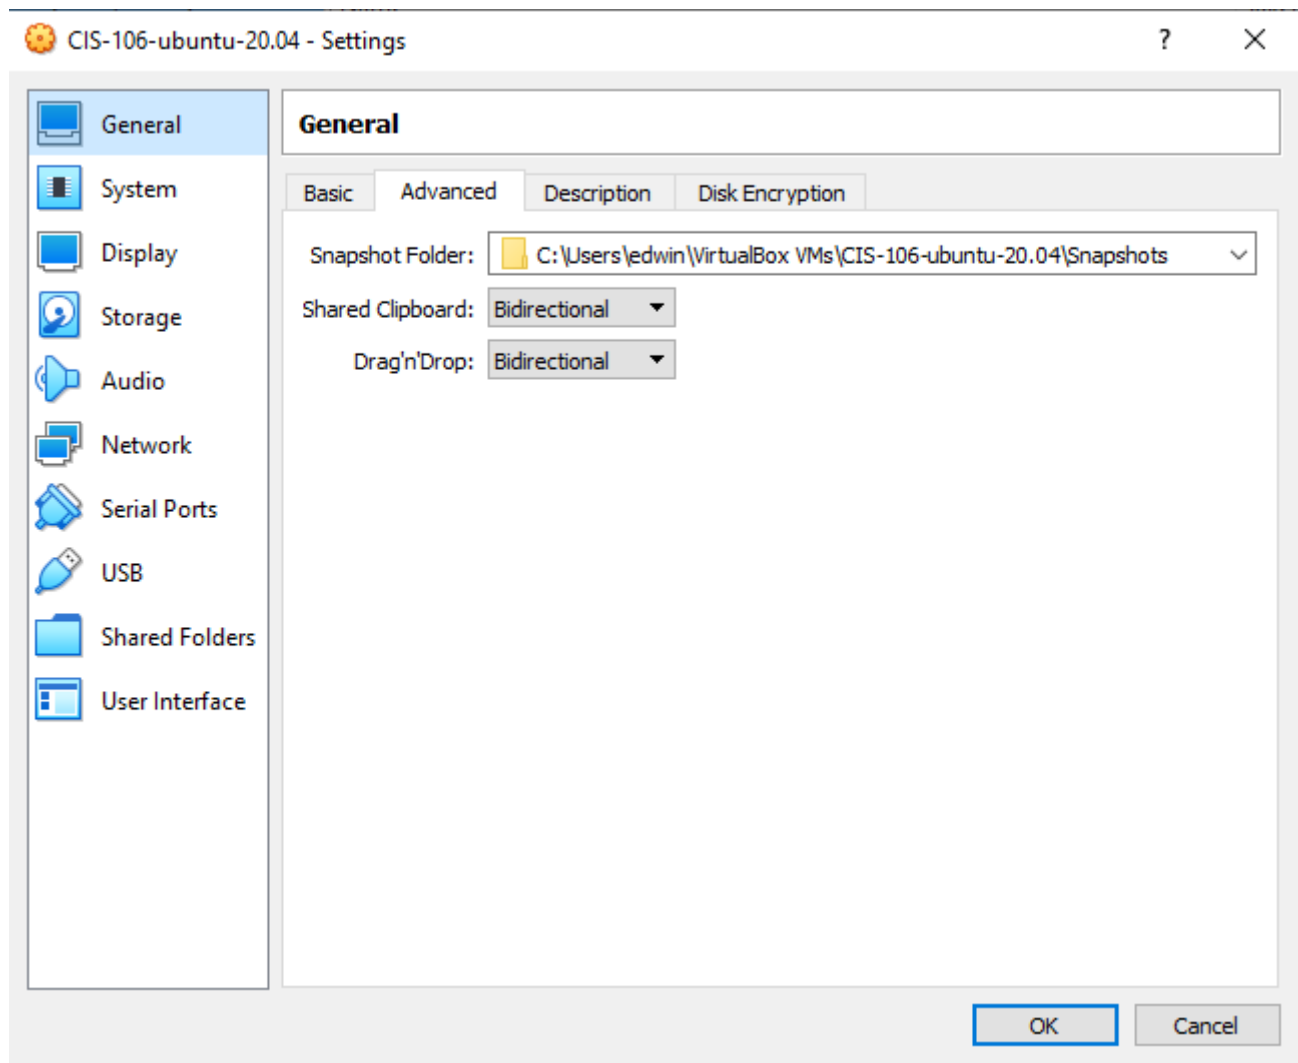 CIS-106-ubuntu-20.04 - Settings
?
General
System
Display
Storage
Audio
Network
Serial Ports
USB
Shared Folders
User Interface
General
Basic Advanced Description Disk Encryption
Snapshot Folder: C:\Users\edwin\VirtualBox VMs\CIS-106-ubuntu-20.04\Snapshots
Shared Clipboard: Bidirectional
Drag'n'Drop: Bidirectional
OK Cancel